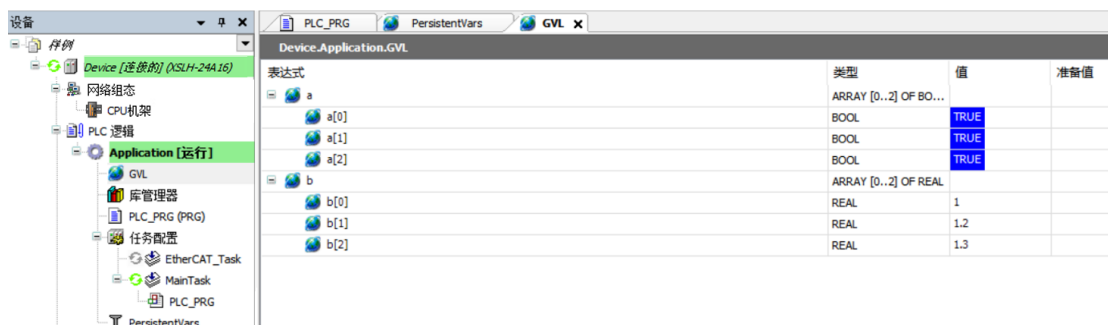 设备
PLC_PRG
PersistentVars
GVL
样例
Device [连接的] (XSLH-24A16)
网络组态
CPU机架
PLC 逻辑
Application [运行]
GVL
库管理器
PLC_PRG (PRG)
任务配置
EtherCAT_Task
MainTask
PLC_PRG
PersistentVars
Device.Application.GVL
表达式 类型 值 准备值
a ARRAY [0..2] OF BO...
a[0] BOOL TRUE
a[1] BOOL TRUE
a[2] BOOL TRUE
b ARRAY [0..2] OF REAL
b[0] REAL 1
b[1] REAL 1.2
b[2] REAL 1.3